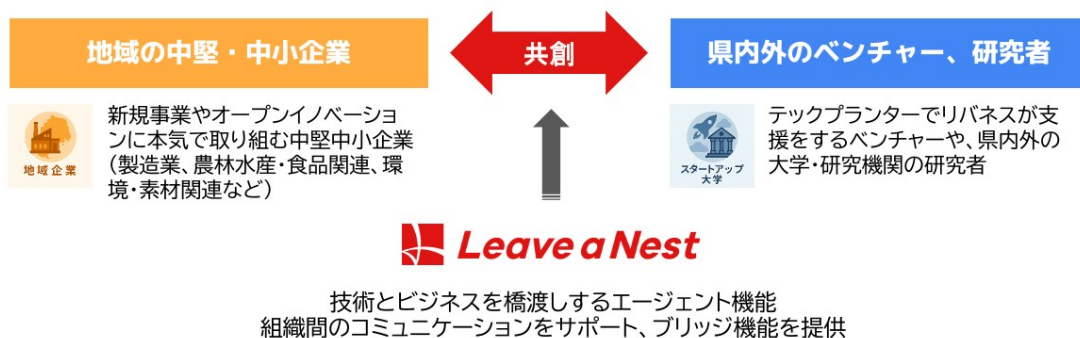 地域の中堅・中小企業
共創
県内外のベンチャー、研究者
地域企業
新規事業やオープンイノベーショ
ンに本気で取り組む中堅中小企業
（製造業、農林水産・食品関連、環
境・素材関連など）
スタートアップ
大学
テックプランターでリバネスが支
援をするベンチャーや、県内外の
大学・研究機関の研究者
Leave a Nest
技術とビジネスを橋渡しするエージェント機能
組織間のコミュニケーションをサポート、ブリッジ機能を提供